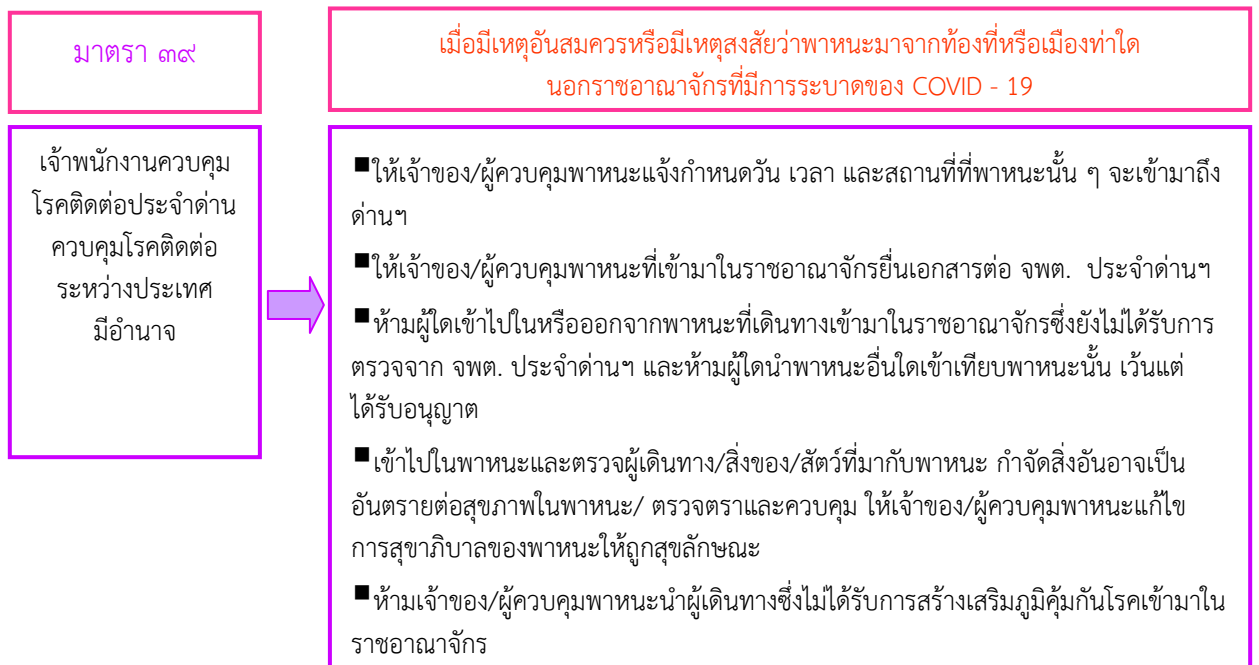 มาตรา ๓๙
เมื่อมีเหตุอันสมควรหรือมีเหตุสงสัยว่าพาหนะมาจากท้องที่หรือเมืองท่าใด
นอกราชอาณาจักรที่มีการระบาดของ COVID - 19
เจ้าพนักงานควบคุม
โรคติดต่อประจำด่าน
ควบคุมโรคติดต่อ
ระหว่างประเทศ
มีอำนาจ
■ให้เจ้าของ/ผู้ควบคุมพาหนะแจ้งกำหนดวัน เวลา และสถานที่ที่พาหนะนั้น ๆ จะเข้ามาถึง
ด่านฯ
■ให้เจ้าของ/ผู้ควบคุมพาหนะที่เข้ามาในราชอาณาจักรยื่นเอกสารต่อ จพต. ประจำด่านฯ
■ห้ามผู้ใดเข้าไปในหรือออกจากพาหนะที่เดินทางเข้ามาในราชอาณาจักรซึ่งยังไม่ได้รับการ
ตรวจจาก จพต. ประจำด่านฯ และห้ามผู้ใดนำพาหนะอื่นใดเข้าเทียบพาหนะนั้น เว้นแต่
ได้รับอนุญาต
■เข้าไปในพาหนะและตรวจผู้เดินทาง/สิ่งของ/สัตว์ที่มากับพาหนะ กำจัดสิ่งอันอาจเป็น
อันตรายต่อสุขภาพในพาหนะ/ ตรวจตราและควบคุม ให้เจ้าของ/ผู้ควบคุมพาหนะแก้ไข
การสุขาภิบาลของพาหนะให้ถูกสุขลักษณะ
■ห้ามเจ้าของ/ผู้ควบคุมพาหนะนำผู้เดินทางซึ่งไม่ได้รับการสร้างเสริมภูมิคุ้มกันโรคเข้ามาใน
ราชอาณาจักร